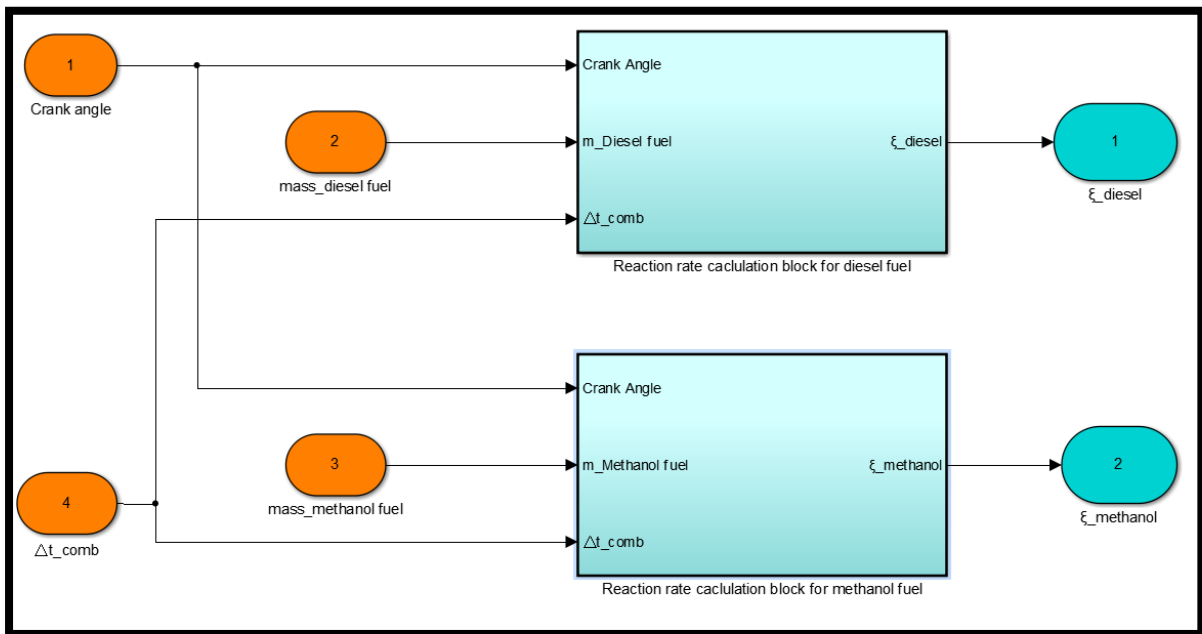 1
Crank angle
Crank Angle
2
mass_diesel fuel
m_Diesel fuel
ξ_diesel
1
ξ_diesel
△t_comb
Reaction rate caclulation block for diesel fuel
Crank Angle
3
mass_methanol fuel
m_Methanol fuel
ξ_methanol
2
ξ_methanol
4
△t_comb
△t_comb
Reaction rate caclulation block for methanol fuel